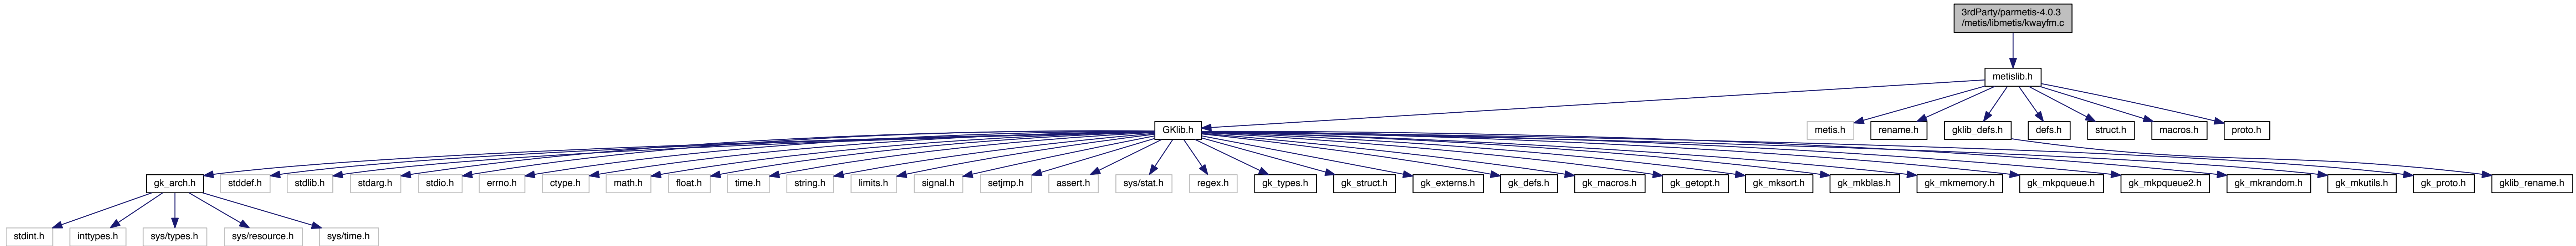 3rdParty/parmetis-4.0.3
/metis/libmetis/kwayfm.c
metislib.h
GKlib.h
metis.h
rename.h
gklib_defs.h
defs.h
struct.h
macros.h
proto.h
gk_arch.h
stddef.h
stdlib.h
stdarg.h
stdio.h
errno.h
ctype.h
math.h
float.h
time.h
string.h
limits.h
signal.h
setjmp.h
assert.h
sys/stat.h
regex.h
gk_types.h
gk_struct.h
gk_externs.h
gk_defs.h
gk_macros.h
gk_getopt.h
gk_mksort.h
gk_mkblas.h
gk_mkmemory.h
gk_mkpqueue.h
gk_mkpqueue2.h
gk_mkrandom.h
gk_mkutils.h
gk_proto.h
gklib_rename.h
stdint.h
inttypes.h
sys/types.h
sys/resource.h
sys/time.h